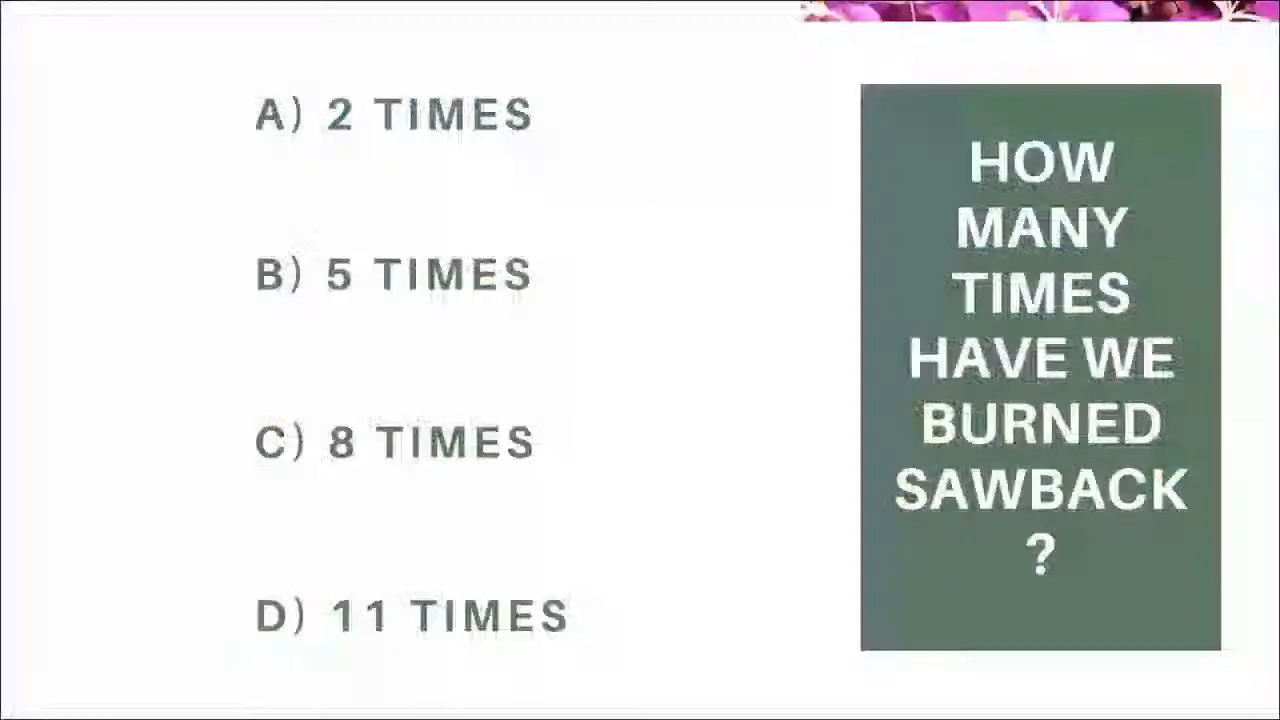 A) 2 TIMES
B) 5 TIMES
C) 8 TIMES
D) 11 TIMES
HOW
MANY
TIMES
HAVE WE
BURNED
SAWBACK
?